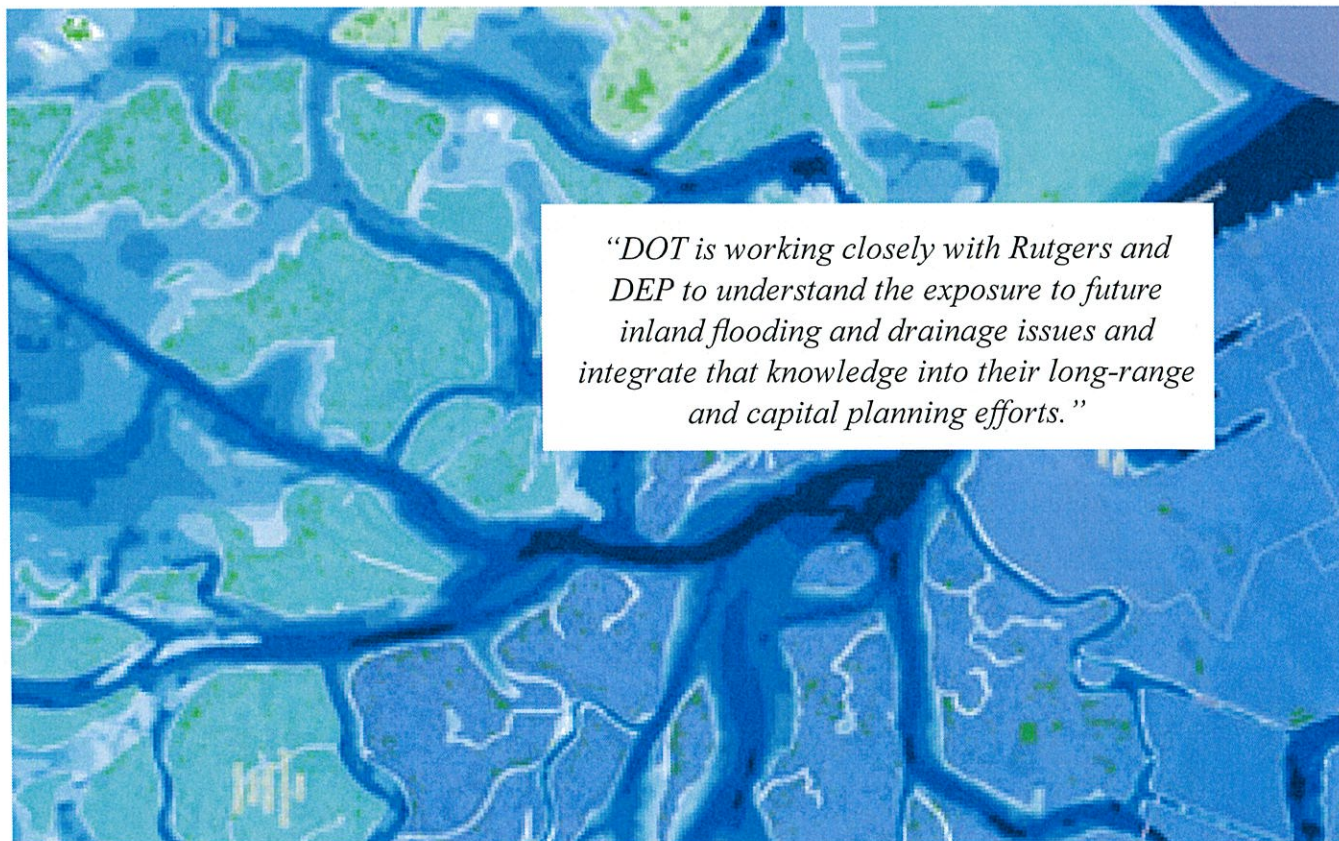 “DOT is working closely with Rutgers and
DEP to understand the exposure to future
inland flooding and drainage issues and
integrate that knowledge into their long-range
and capital planning efforts.”